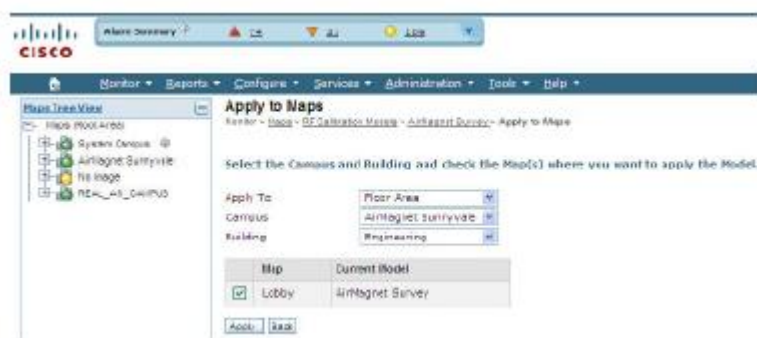 CISCO
Alarm Summary
Monitor Reports Configure Services Administration Tools Help
Maps Tree View
Maps Root Area
System Campus
AirMagnet Sunnyvale
No Image
REAL_AS_CAMPUS
Apply to Maps
Monitor > Maps > RF Calibration Models > AirMagnet Survey > Apply to Maps
Select the Campus and Building and check the Map(s) where you want to apply the Model
Apply To Floor Area
Campus AirMagnet Sunnyvale
Building Engineering
Map Current Model
Lobby AirMagnet Survey
Apply Back